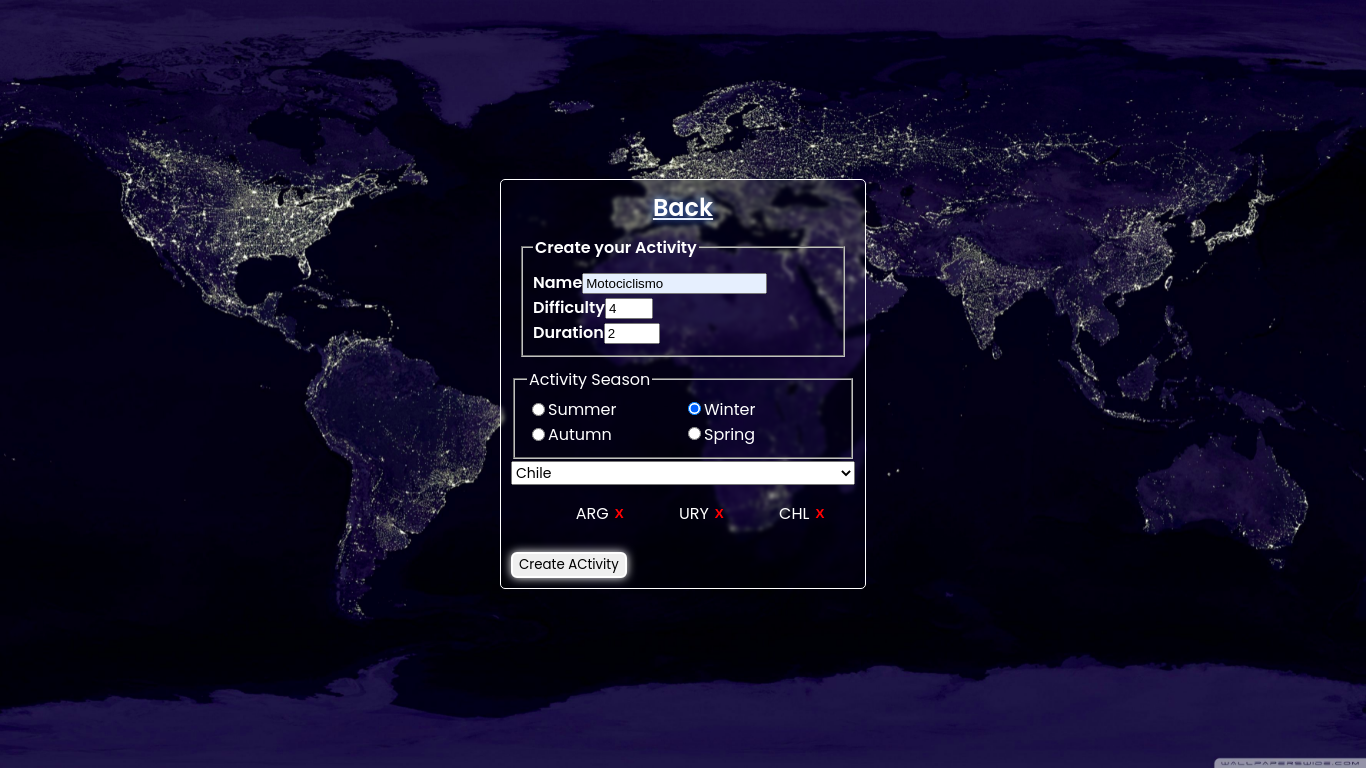 Back
Create your Activity
Name Motociclismo
Difficulty 4
Duration 2
Activity Season
Summer Winter
Autumn Spring
Chile
ARG X URY X CHL X
Create ACtivity
WALLPAPERSWIDE.COM